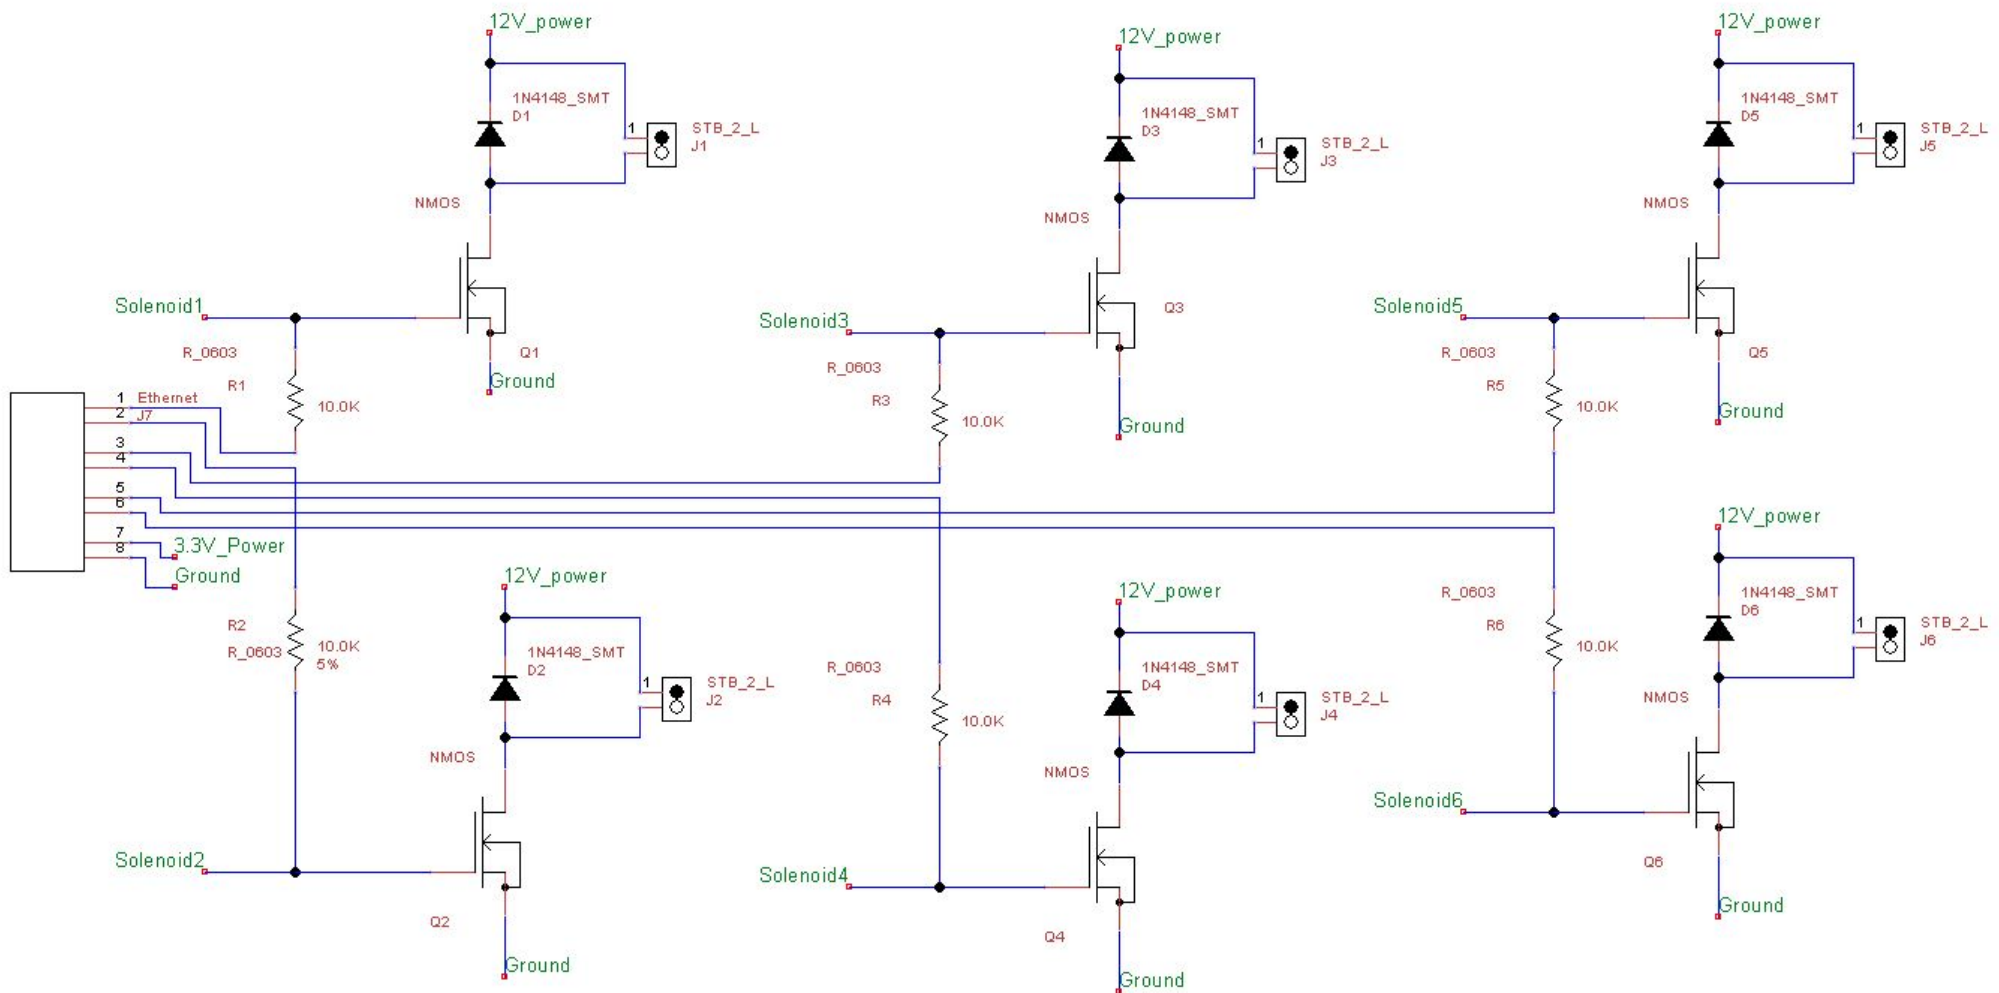 12V_power
1N4148_SMT
D1
1
STB_2_L
J1
NMOS
Solenoid1
R_0603
R1
10.0K
Q1
Ground
12V_power
1N4148_SMT
D3
1
STB_2_L
J3
NMOS
Solenoid3
R_0603
R3
10.0K
Q3
Ground
12V_power
1N4148_SMT
D5
1
STB_2_L
J5
NMOS
Solenoid5
R_0603
R5
10.0K
Q5
Ground
1 Ethernet
2 J7
3
4
5
6
7
8
3.3V_Power
Ground
R2
R_0603
10.0K
5%
12V_power
1N4148_SMT
D2
1
STB_2_L
J2
NMOS
Solenoid2
Q2
Ground
12V_power
1N4148_SMT
D4
1
STB_2_L
J4
R_0603
R4
10.0K
NMOS
Solenoid4
Q4
Ground
12V_power
1N4148_SMT
D6
1
STB_2_L
J6
R_0603
R6
10.0K
NMOS
Solenoid6
Q6
Ground